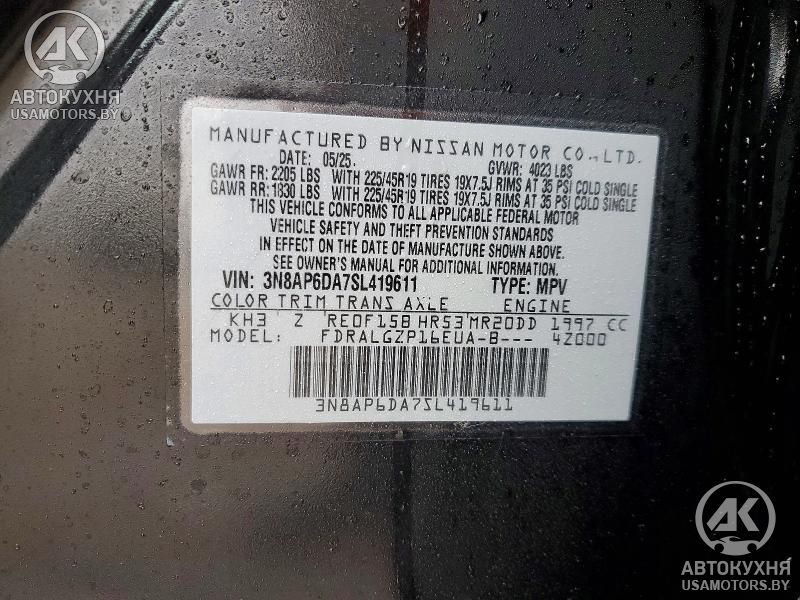 AK
АВТОКУХНЯ
USAMOTORS.BY
MANUFACTURED BY NISSAN MOTOR CO., LTD.
DATE: 05/25. GVWR: 4023 LBS
GAWR FR: 2205 LBS WITH 225/45R19 TIRES 19X7.5J RIMS AT 35 PSI COLD SINGLE
GAWR RR: 1830 LBS WITH 225/45R19 TIRES 19X7.5J RIMS AT 35 PSI COLD SINGLE
THIS VEHICLE CONFORMS TO ALL APPLICABLE FEDERAL MOTOR
VEHICLE SAFETY AND THEFT PREVENTION STANDARDS
IN EFFECT ON THE DATE OF MANUFACTURE SHOWN ABOVE.
SEE OWNER'S MANUAL FOR ADDITIONAL INFORMATION.
VIN: 3N8AP6DA7SL419611 TYPE: MPV
COLOR TRIM TRANS AXLE ENGINE
KH3 Z RE0F15B HR53 MR20DD 1997 CC
MODEL: FDRALGZP16EUA-B--- 4Z000
3N8AP6DA7SL419611
AK
АВТОКУХНЯ
USAMOTORS.BY